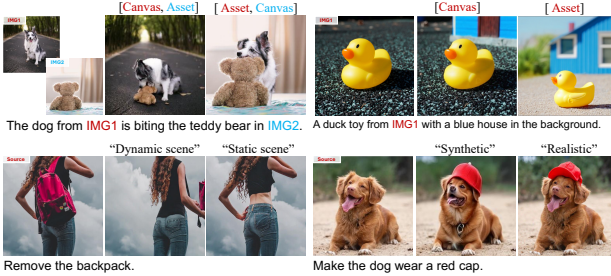 [Canvas, Asset] [ Asset, Canvas] [Canvas] [ Asset]
IMG1
IMG2
IMG1
The dog from IMG1 is biting the teddy bear in IMG2.
A duck toy from IMG1 with a blue house in the background.
"Dynamic scene" "Static scene" "Synthetic" "Realistic"
Source
Source
Remove the backpack.
Make the dog wear a red cap.